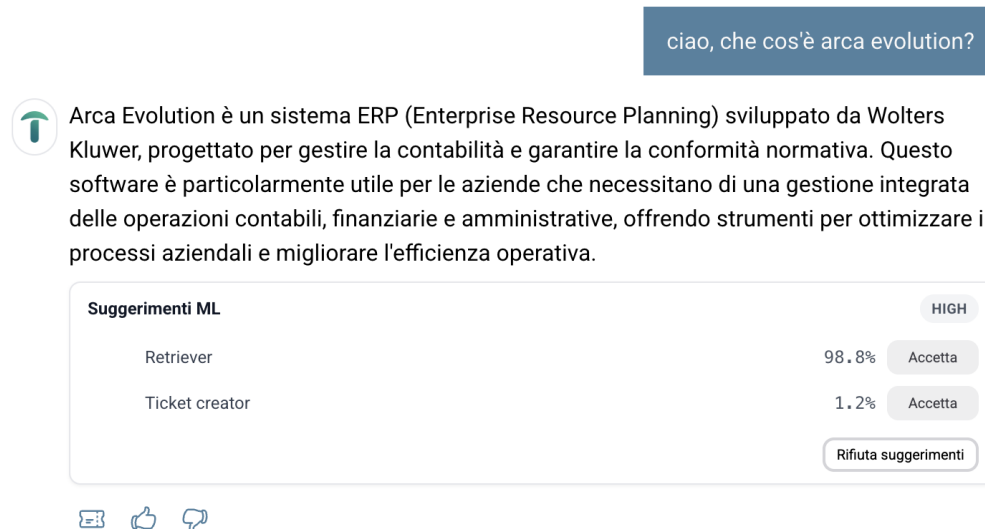 ciao, che cos'è arca evolution?
Arca Evolution è un sistema ERP (Enterprise Resource Planning) sviluppato da Wolters
Kluwer, progettato per gestire la contabilità e garantire la conformità normativa. Questo
software è particolarmente utile per le aziende che necessitano di una gestione integrata
delle operazioni contabili, finanziarie e amministrative, offrendo strumenti per ottimizzare i
processi aziendali e migliorare l'efficienza operativa.
Suggerimenti ML HIGH
Retriever 98.8% Accetta
Ticket creator 1.2% Accetta
Rifiuta suggerimenti